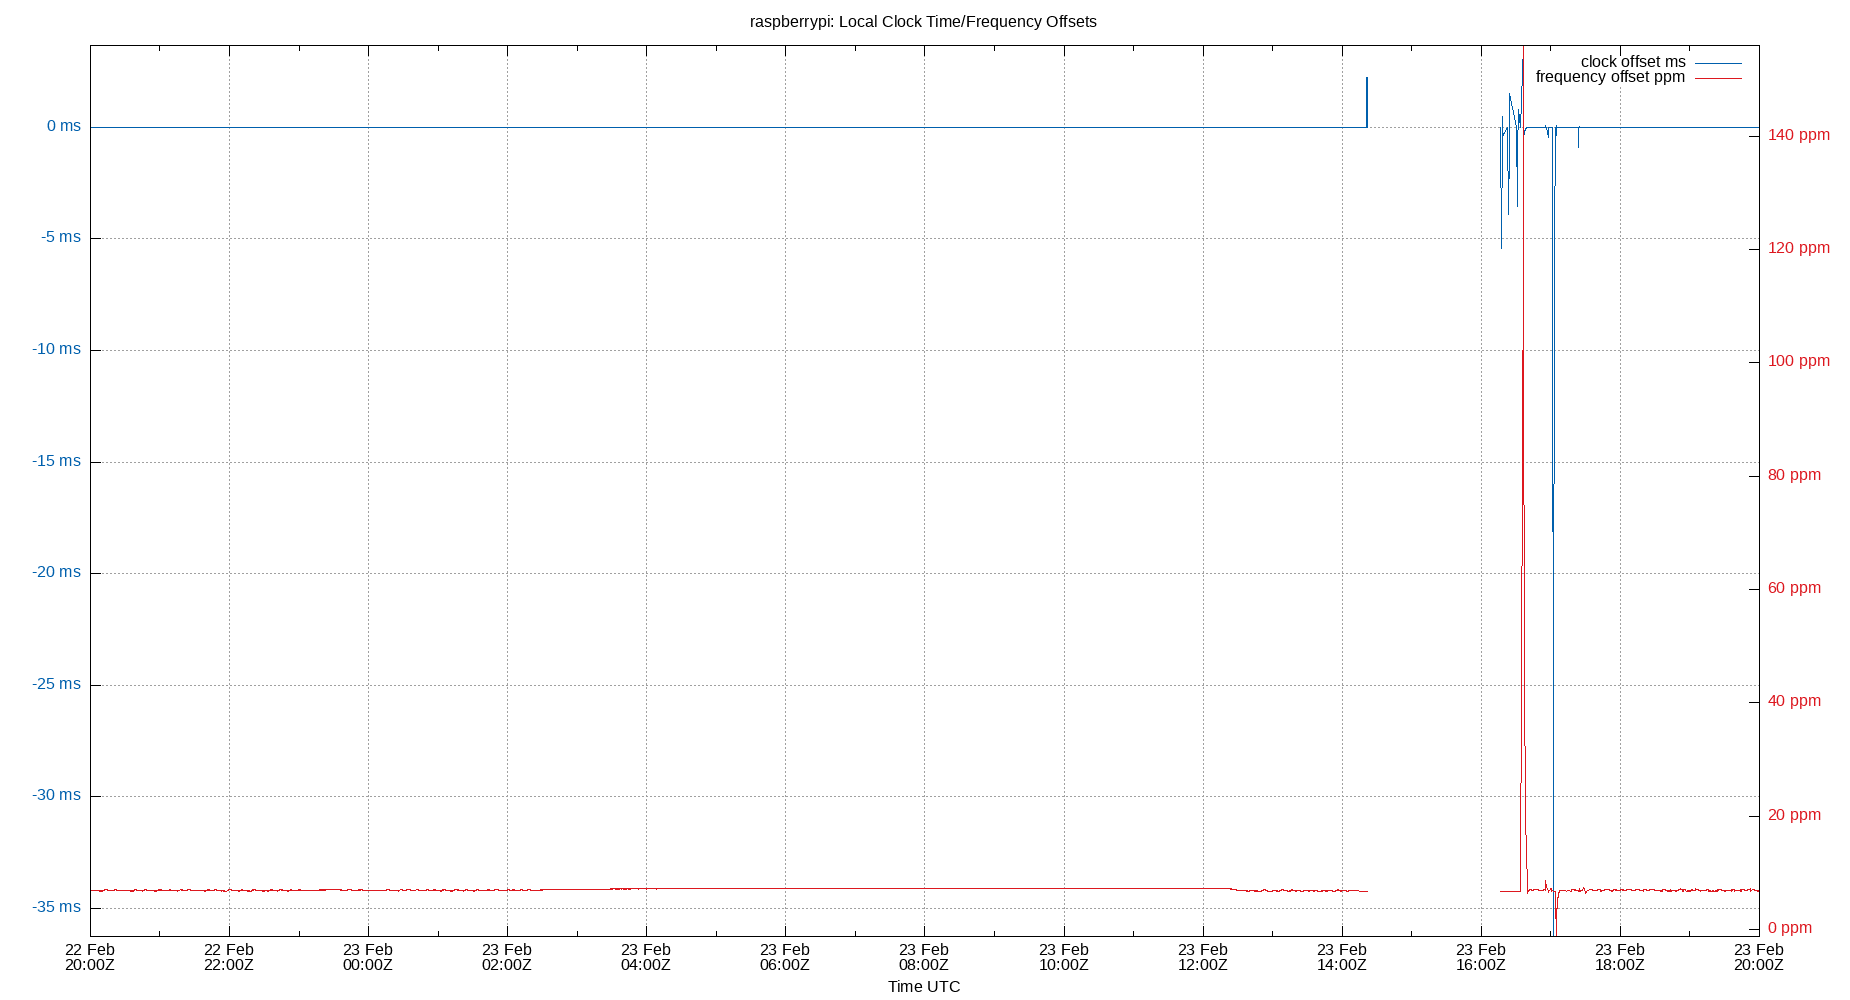 raspberrypi: Local Clock Time/Frequency Offsets
clock offset ms
frequency offset ppm
0 ms
-5 ms
-10 ms
-15 ms
-20 ms
-25 ms
-30 ms
-35 ms
140 ppm
120 ppm
100 ppm
80 ppm
60 ppm
40 ppm
20 ppm
0 ppm
22 Feb 22 Feb 23 Feb 23 Feb 23 Feb 23 Feb 23 Feb 23 Feb 23 Feb 23 Feb 23 Feb 23 Feb 23 Feb
20:00Z 22:00Z 00:00Z 02:00Z 04:00Z 06:00Z 08:00Z 10:00Z 12:00Z 14:00Z 16:00Z 18:00Z 20:00Z
Time UTC